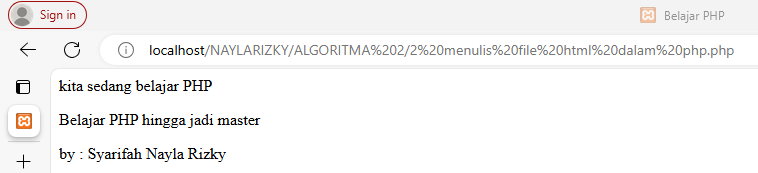 Sign in
Belajar PHP
localhost/NAYLARIZKY/ALGORITMA%202/2%20menulis%20file%20html%20dalam%20php.php
kita sedang belajar PHP
Belajar PHP hingga jadi master
by : Syarifah Nayla Rizky